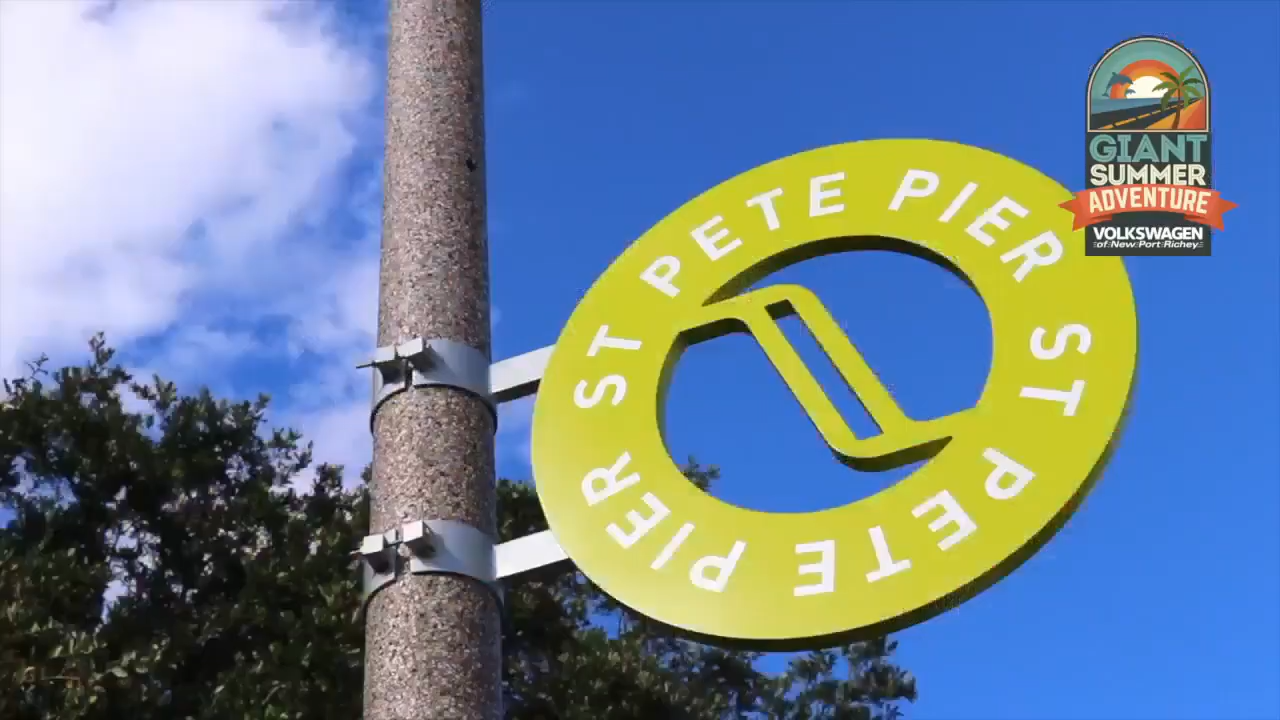 ST PETE PIER ST PETE PIER
GIANT
SUMMER
ADVENTURE
VOLKSWAGEN
of New Port Richey